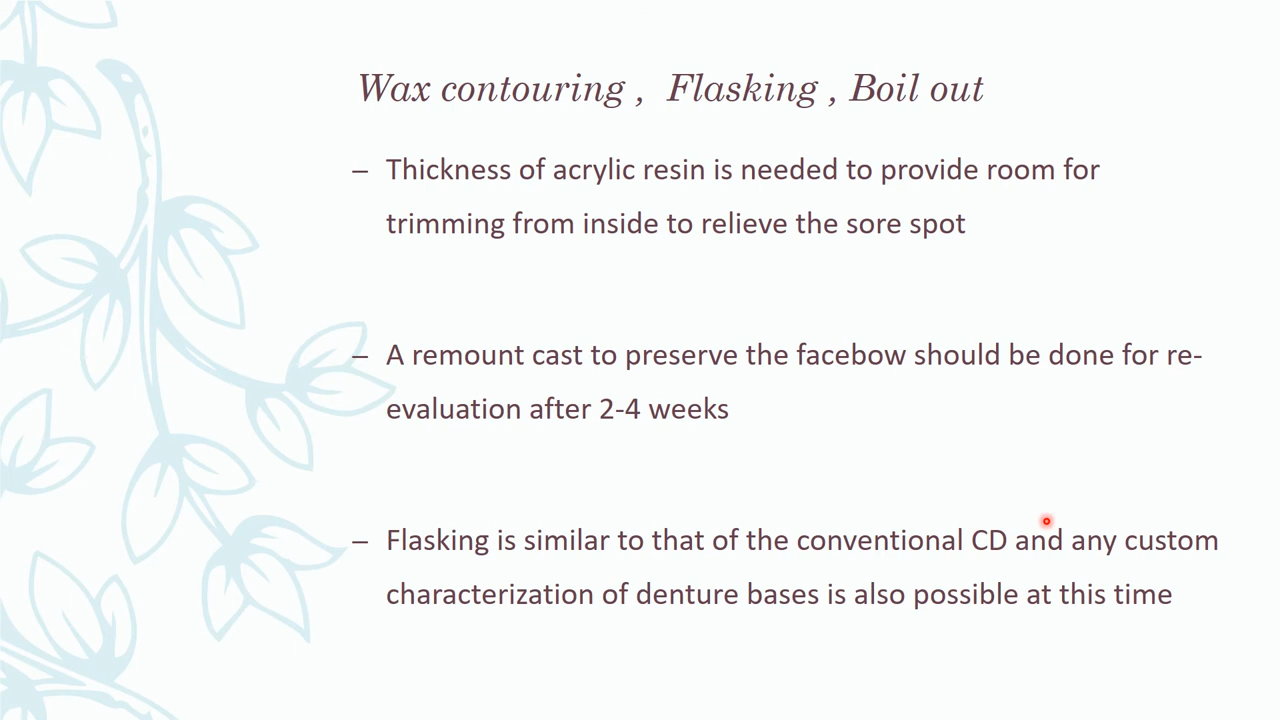 Wax contouring ,  Flasking , Boil out
– Thickness of acrylic resin is needed to provide room for
trimming from inside to relieve the sore spot
– A remount cast to preserve the facebow should be done for re-
evaluation after 2-4 weeks
– Flasking is similar to that of the conventional CD and any custom
characterization of denture bases is also possible at this time